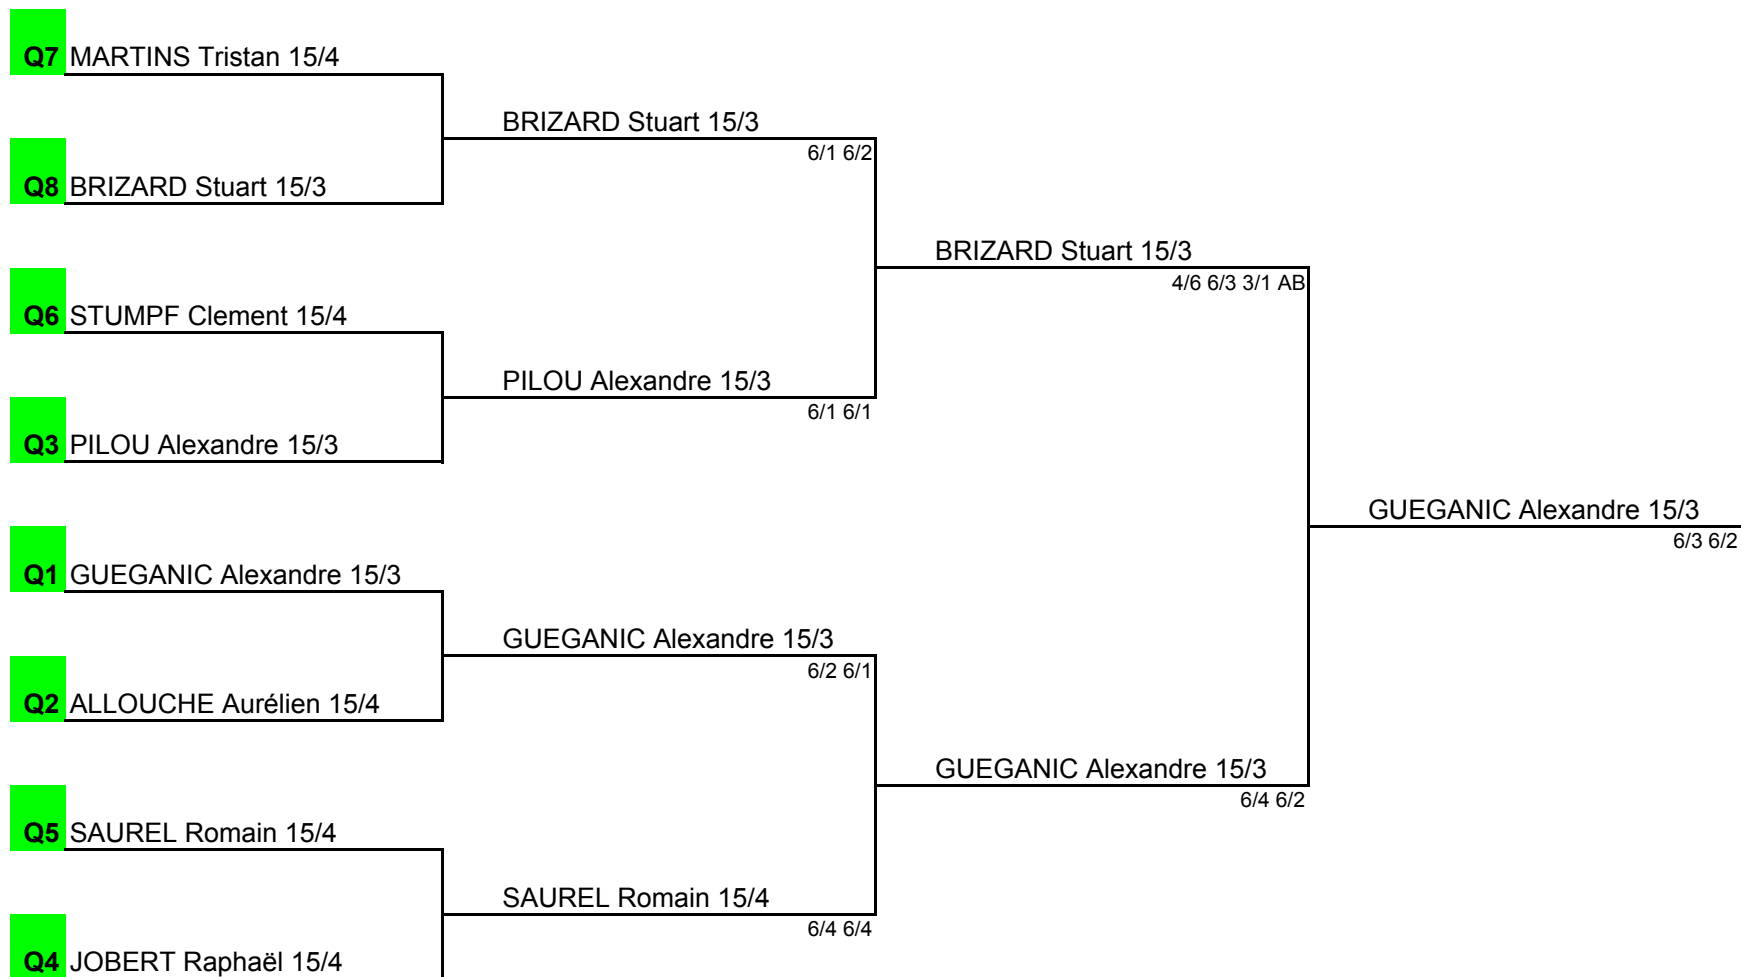 Q7 MARTINS Tristan 15/4
BRIZARD Stuart 15/3
6/1 6/2
Q8 BRIZARD Stuart 15/3
BRIZARD Stuart 15/3
4/6 6/3 3/1 AB
Q6 STUMPF Clement 15/4
PILOU Alexandre 15/3
6/1 6/1
Q3 PILOU Alexandre 15/3
GUEGANIC Alexandre 15/3
6/3 6/2
Q1 GUEGANIC Alexandre 15/3
GUEGANIC Alexandre 15/3
6/2 6/1
Q2 ALLOUCHE Aurélien 15/4
GUEGANIC Alexandre 15/3
6/4 6/2
Q5 SAUREL Romain 15/4
SAUREL Romain 15/4
6/4 6/4
Q4 JOBERT Raphaël 15/4